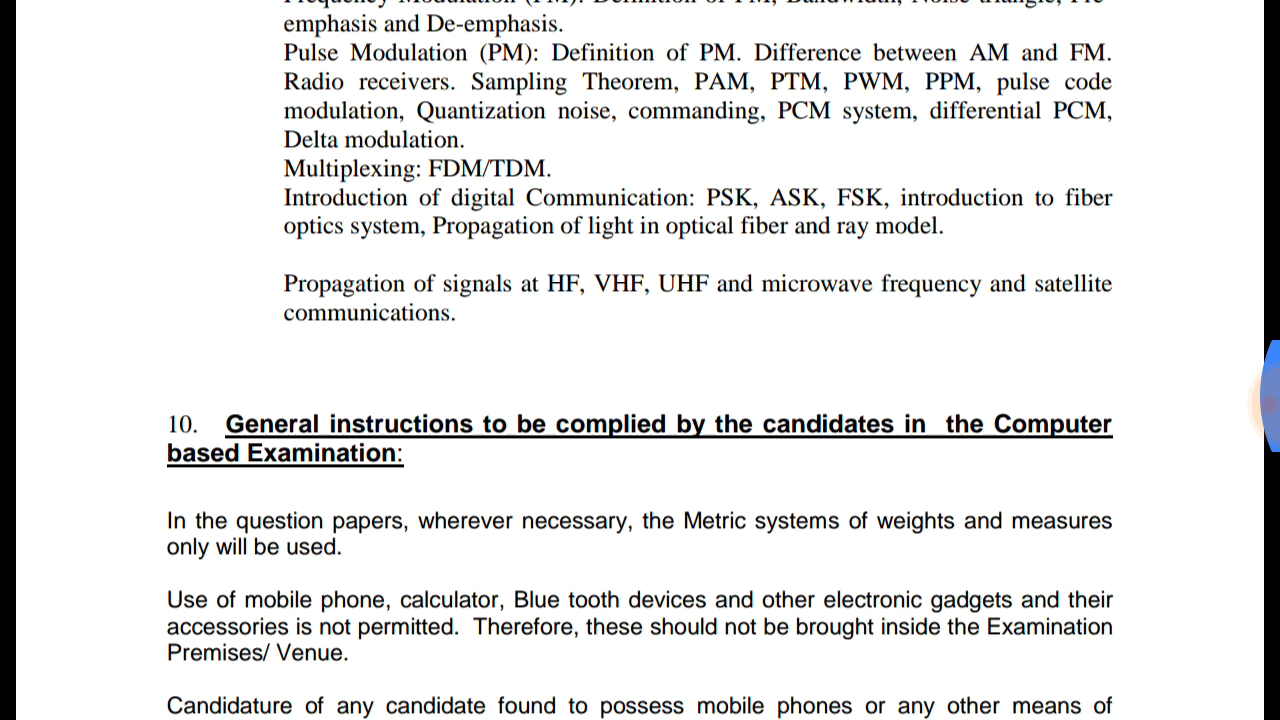 emphasis and De-emphasis.
Pulse Modulation (PM): Definition of PM. Difference between AM and FM.
Radio receivers. Sampling Theorem, PAM, PTM, PWM, PPM, pulse code
modulation, Quantization noise, commanding, PCM system, differential PCM,
Delta modulation.
Multiplexing: FDM/TDM.
Introduction of digital Communication: PSK, ASK, FSK, introduction to fiber
optics system, Propagation of light in optical fiber and ray model.
Propagation of signals at HF, VHF, UHF and microwave frequency and satellite
communications.
10. General instructions to be complied by the candidates in the Computer
based Examination:
In the question papers, wherever necessary, the Metric systems of weights and measures
only will be used.
Use of mobile phone, calculator, Blue tooth devices and other electronic gadgets and their
accessories is not permitted. Therefore, these should not be brought inside the Examination
Premises/ Venue.
Candidature of any candidate found to possess mobile phones or any other means of